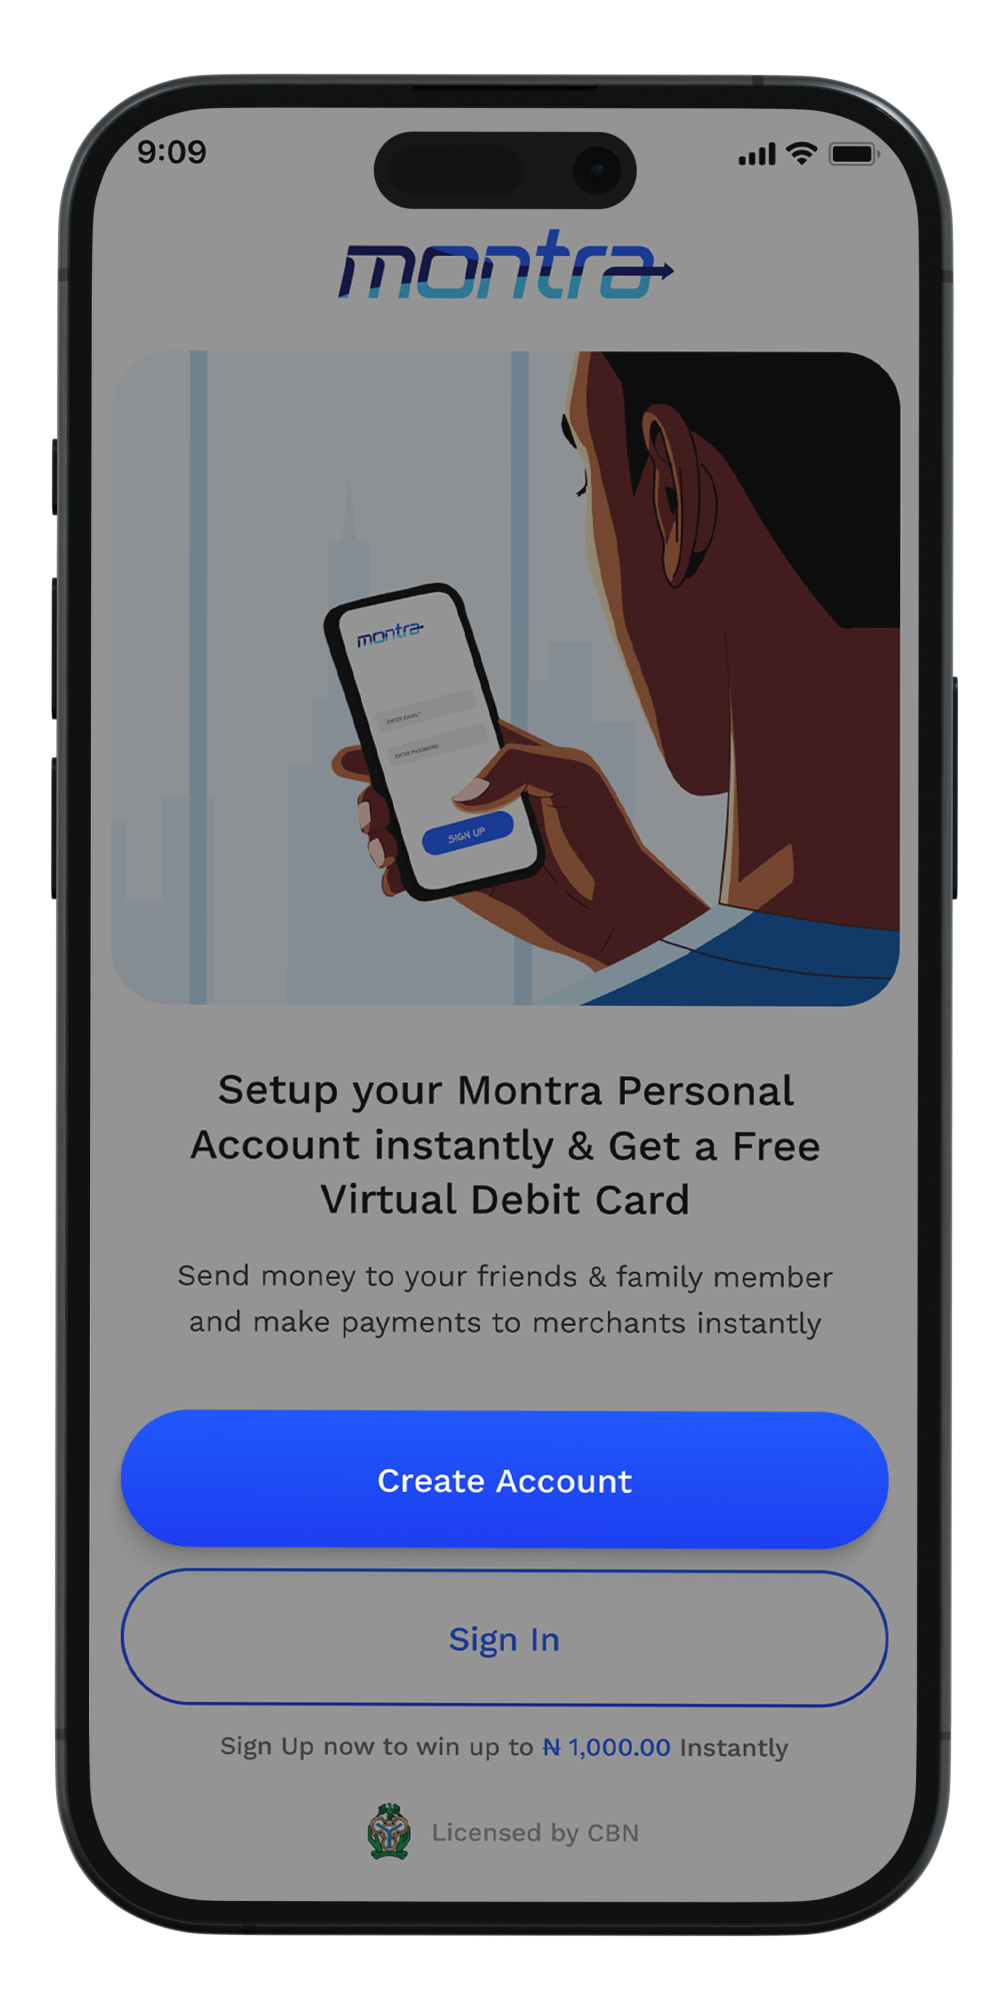 9:09
montra
montra
ENTER EMAIL*
ENTER PASSWORD
SIGN UP
Setup your Montra Personal
Account instantly & Get a Free
Virtual Debit Card
Send money to your friends & family member
and make payments to merchants instantly
Create Account
Sign In
Sign Up now to win up to ₦ 1,000.00 Instantly
Licensed by CBN